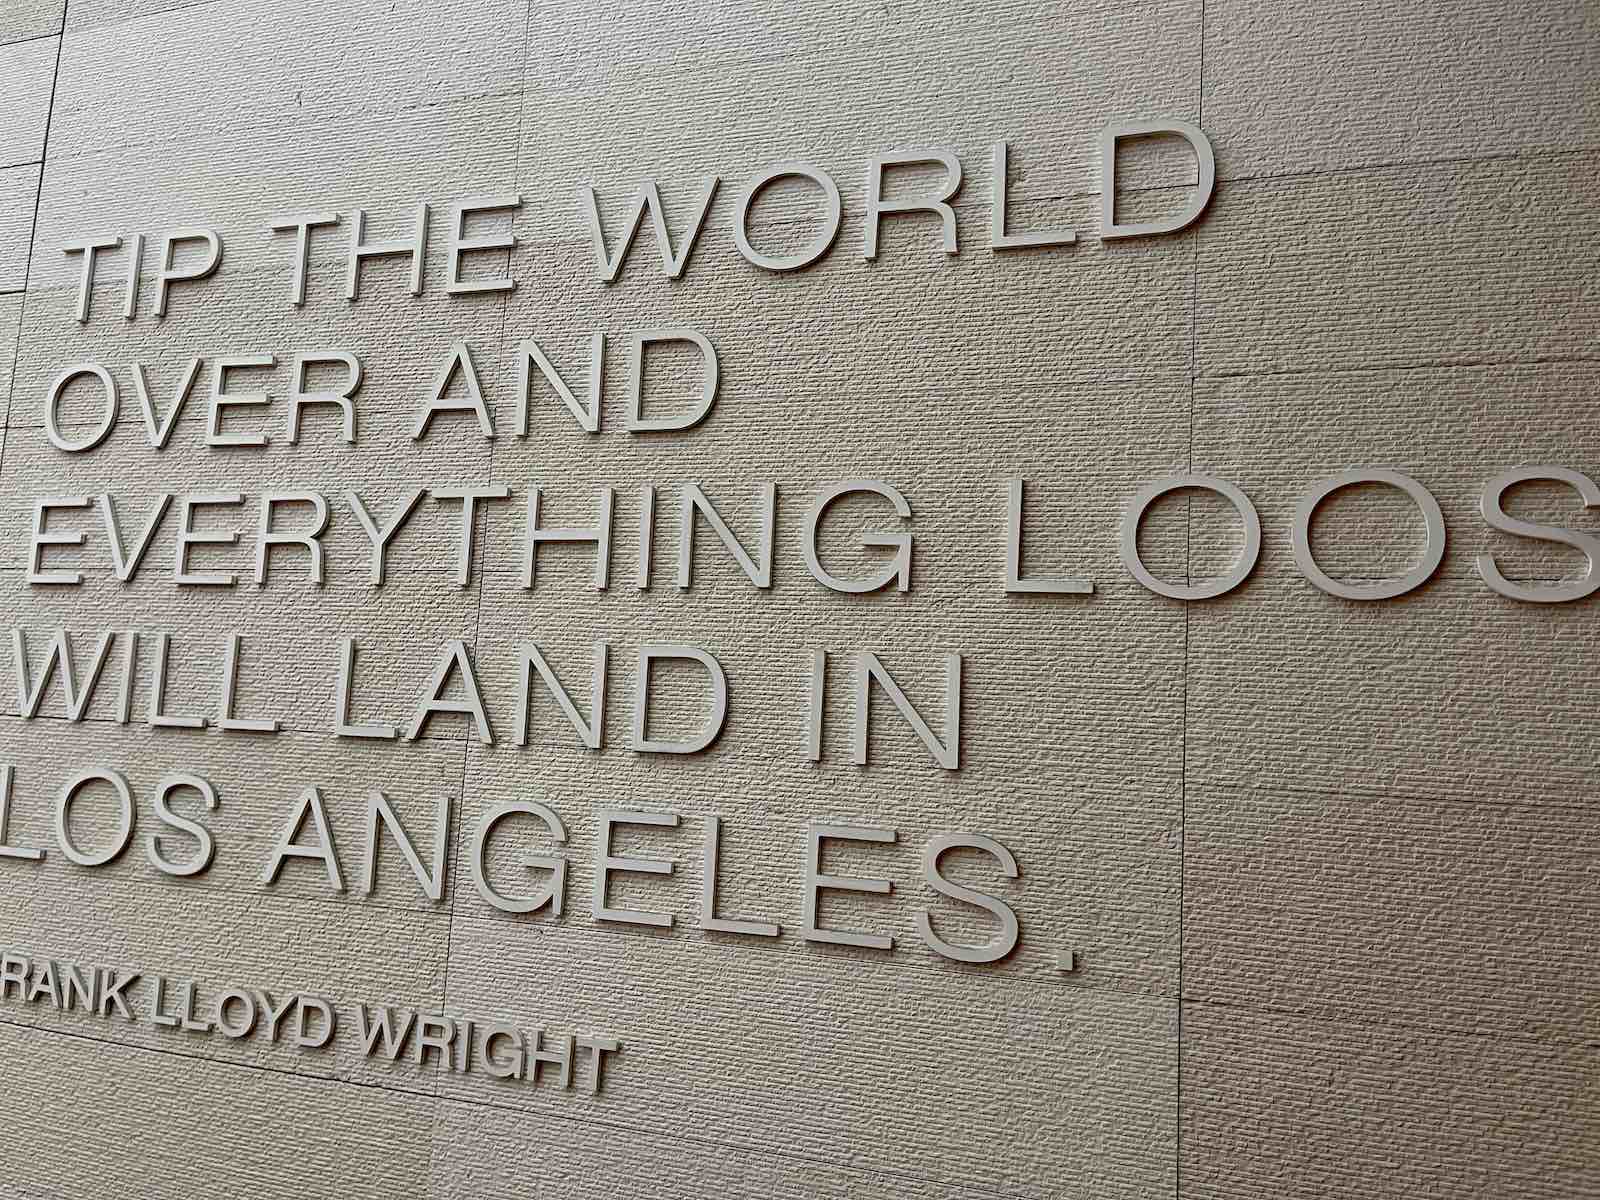 TIP THE WORLD
OVER AND
EVERYTHING LOOS
WILL LAND IN
LOS ANGELES.
RANK LLOYD WRIGHT